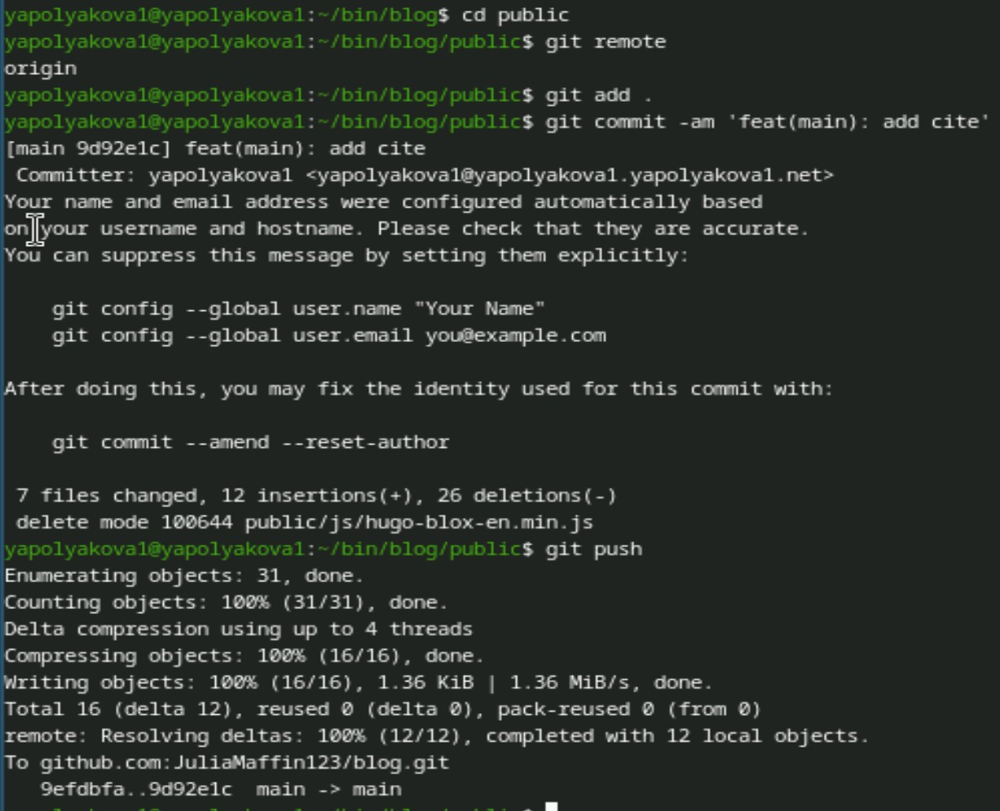 yapolyakova1@yapolyakova1:~/bin/blog$ cd public
yapolyakova1@yapolyakova1:~/bin/blog/public$ git remote
origin
yapolyakova1@yapolyakova1:~/bin/blog/public$ git add .
yapolyakova1@yapolyakova1:~/bin/blog/public$ git commit -am 'feat(main): add cite'
[main 9d92e1c] feat(main): add cite
 Committer: yapolyakova1 <yapolyakova1@yapolyakova1.yapolyakova1.net>
Your name and email address were configured automatically based
on your username and hostname. Please check that they are accurate.
You can suppress this message by setting them explicitly:
    git config --global user.name "Your Name"
    git config --global user.email you@example.com
After doing this, you may fix the identity used for this commit with:
    git commit --amend --reset-author
 7 files changed, 12 insertions(+), 26 deletions(-)
 delete mode 100644 public/js/hugo-blox-en.min.js
yapolyakova1@yapolyakova1:~/bin/blog/public$ git push
Enumerating objects: 31, done.
Counting objects: 100% (31/31), done.
Delta compression using up to 4 threads
Compressing objects: 100% (16/16), done.
Writing objects: 100% (16/16), 1.36 KiB | 1.36 MiB/s, done.
Total 16 (delta 12), reused 0 (delta 0), pack-reused 0 (from 0)
remote: Resolving deltas: 100% (12/12), completed with 12 local objects.
To github.com:JuliaMaffin123/blog.git
   9efdbfa..9d92e1c  main -> main